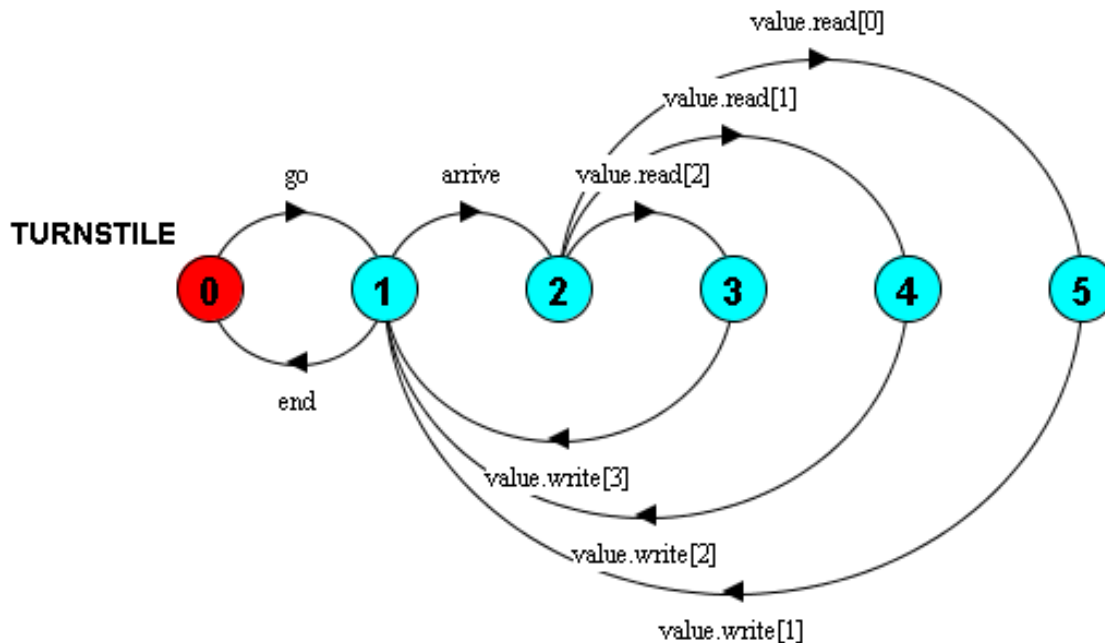 value.read[0]
value.read[1]
value.read[2]
go
arrive
TURNSTILE
0
1
2
3
4
5
end
value.write[3]
value.write[2]
value.write[1]